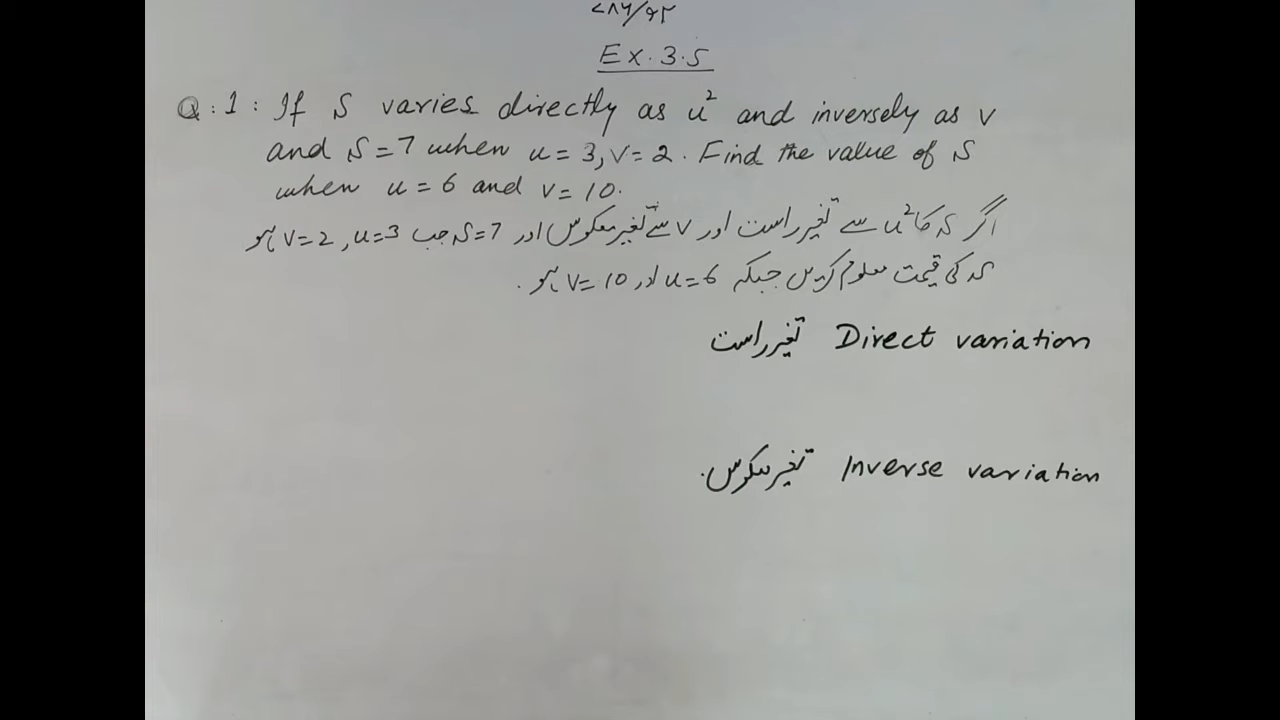 ۷۸۶/۹۲
Ex. 3.5
Q.1: If S varies directly as u² and inversely as v
and S=7 when u=3, v=2. Find the value of S
when u=6 and v=10.
اگر S کا u² سے تغیر راست اور v سے تغیر معکوس اور S=7 جب u=3, v=2 ہو
S کی قیمت معلوم کریں جبکہ u=6 اور v=10 ہو.
تغیر راست Direct variation
تغیر معکوس. Inverse variation